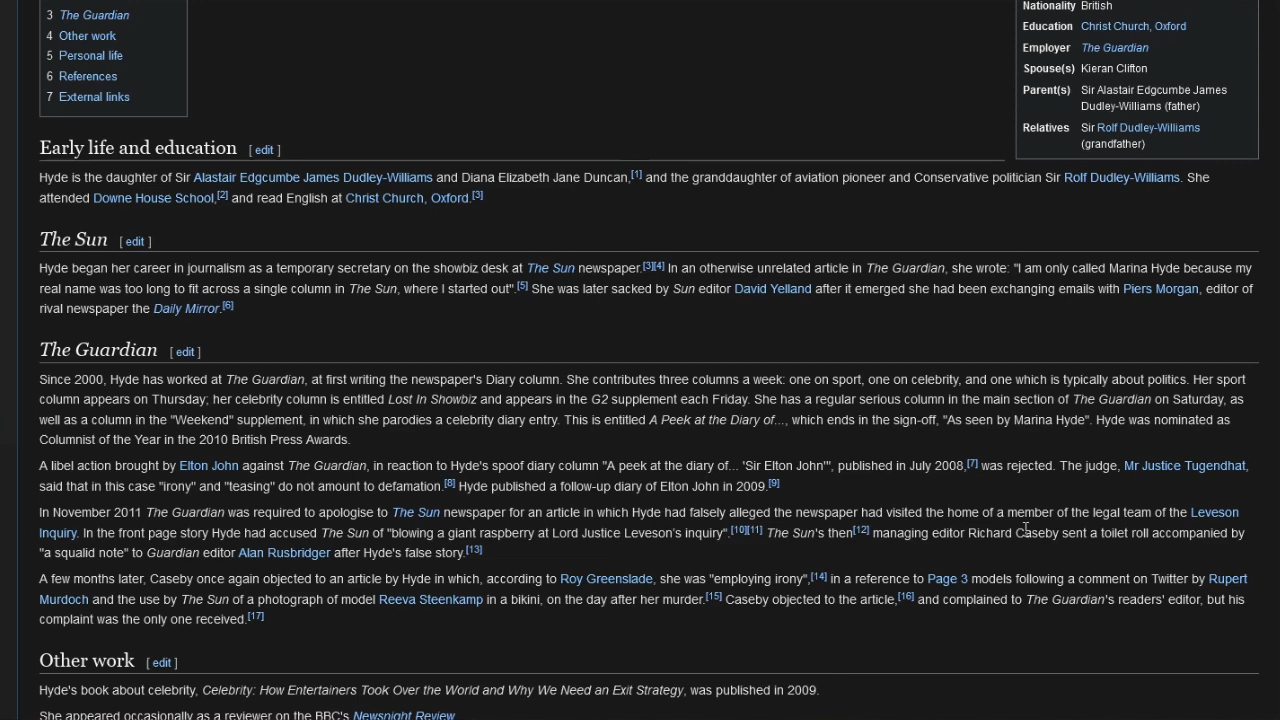 3 The Guardian
4 Other work
5 Personal life
6 References
7 External links
Nationality British
Education Christ Church, Oxford
Employer The Guardian
Spouse(s) Kieran Clifton
Parent(s) Sir Alastair Edgcumbe James
Dudley-Williams (father)
Relatives Sir Rolf Dudley-Williams
(grandfather)
Early life and education [ edit ]
Hyde is the daughter of Sir Alastair Edgcumbe James Dudley-Williams and Diana Elizabeth Jane Duncan,[1] and the granddaughter of aviation pioneer and Conservative politician Sir Rolf Dudley-Williams. She
attended Downe House School,[2] and read English at Christ Church, Oxford.[3]
The Sun [ edit ]
Hyde began her career in journalism as a temporary secretary on the showbiz desk at The Sun newspaper.[3][4] In an otherwise unrelated article in The Guardian, she wrote: "I am only called Marina Hyde because my
real name was too long to fit across a single column in The Sun, where I started out".[5] She was later sacked by Sun editor David Yelland after it emerged she had been exchanging emails with Piers Morgan, editor of
rival newspaper the Daily Mirror.[6]
The Guardian [ edit ]
Since 2000, Hyde has worked at The Guardian, at first writing the newspaper's Diary column. She contributes three columns a week: one on sport, one on celebrity, and one which is typically about politics. Her sport
column appears on Thursday; her celebrity column is entitled Lost In Showbiz and appears in the G2 supplement each Friday. She has a regular serious column in the main section of The Guardian on Saturday, as
well as a column in the "Weekend" supplement, in which she parodies a celebrity diary entry. This is entitled A Peek at the Diary of..., which ends in the sign-off, "As seen by Marina Hyde". Hyde was nominated as
Columnist of the Year in the 2010 British Press Awards.
A libel action brought by Elton John against The Guardian, in reaction to Hyde's spoof diary column "A peek at the diary of... 'Sir Elton John'", published in July 2008,[7] was rejected. The judge, Mr Justice Tugendhat,
said that in this case "irony" and "teasing" do not amount to defamation.[8] Hyde published a follow-up diary of Elton John in 2009.[9]
In November 2011 The Guardian was required to apologise to The Sun newspaper for an article in which Hyde had falsely alleged the newspaper had visited the home of a member of the legal team of the Leveson
Inquiry. In the front page story Hyde had accused The Sun of "blowing a giant raspberry at Lord Justice Leveson's inquiry".[10][11] The Sun's then[12] managing editor Richard Caseby sent a toilet roll accompanied by
"a squalid note" to Guardian editor Alan Rusbridger after Hyde's false story.[13]
A few months later, Caseby once again objected to an article by Hyde in which, according to Roy Greenslade, she was "employing irony",[14] in a reference to Page 3 models following a comment on Twitter by Rupert
Murdoch and the use by The Sun of a photograph of model Reeva Steenkamp in a bikini, on the day after her murder.[15] Caseby objected to the article,[16] and complained to The Guardian's readers' editor, but his
complaint was the only one received.[17]
Other work [ edit ]
Hyde's book about celebrity, Celebrity: How Entertainers Took Over the World and Why We Need an Exit Strategy, was published in 2009.
She appeared occasionally as a reviewer on the BBC's Newsnight Review